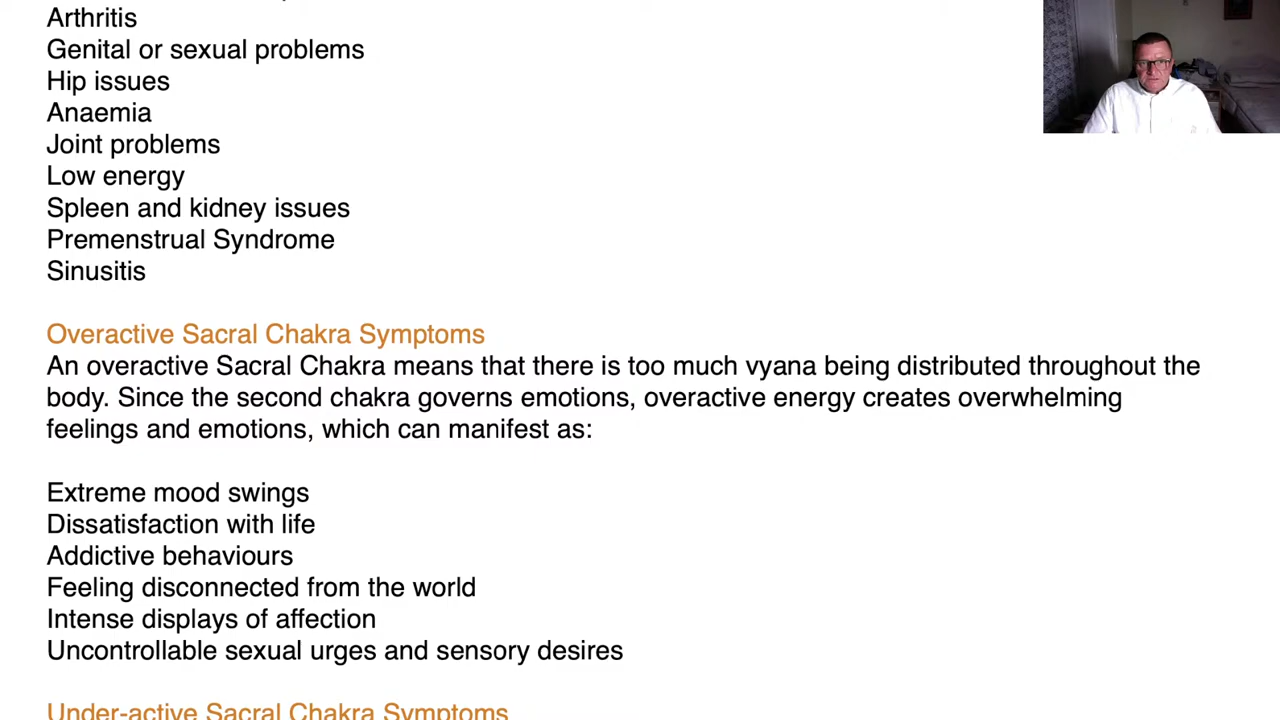 Arthritis
Genital or sexual problems
Hip issues
Anaemia
Joint problems
Low energy
Spleen and kidney issues
Premenstrual Syndrome
Sinusitis
Overactive Sacral Chakra Symptoms
An overactive Sacral Chakra means that there is too much vyana being distributed throughout the
body. Since the second chakra governs emotions, overactive energy creates overwhelming
feelings and emotions, which can manifest as:
Extreme mood swings
Dissatisfaction with life
Addictive behaviours
Feeling disconnected from the world
Intense displays of affection
Uncontrollable sexual urges and sensory desires
Under-active Sacral Chakra Symptoms